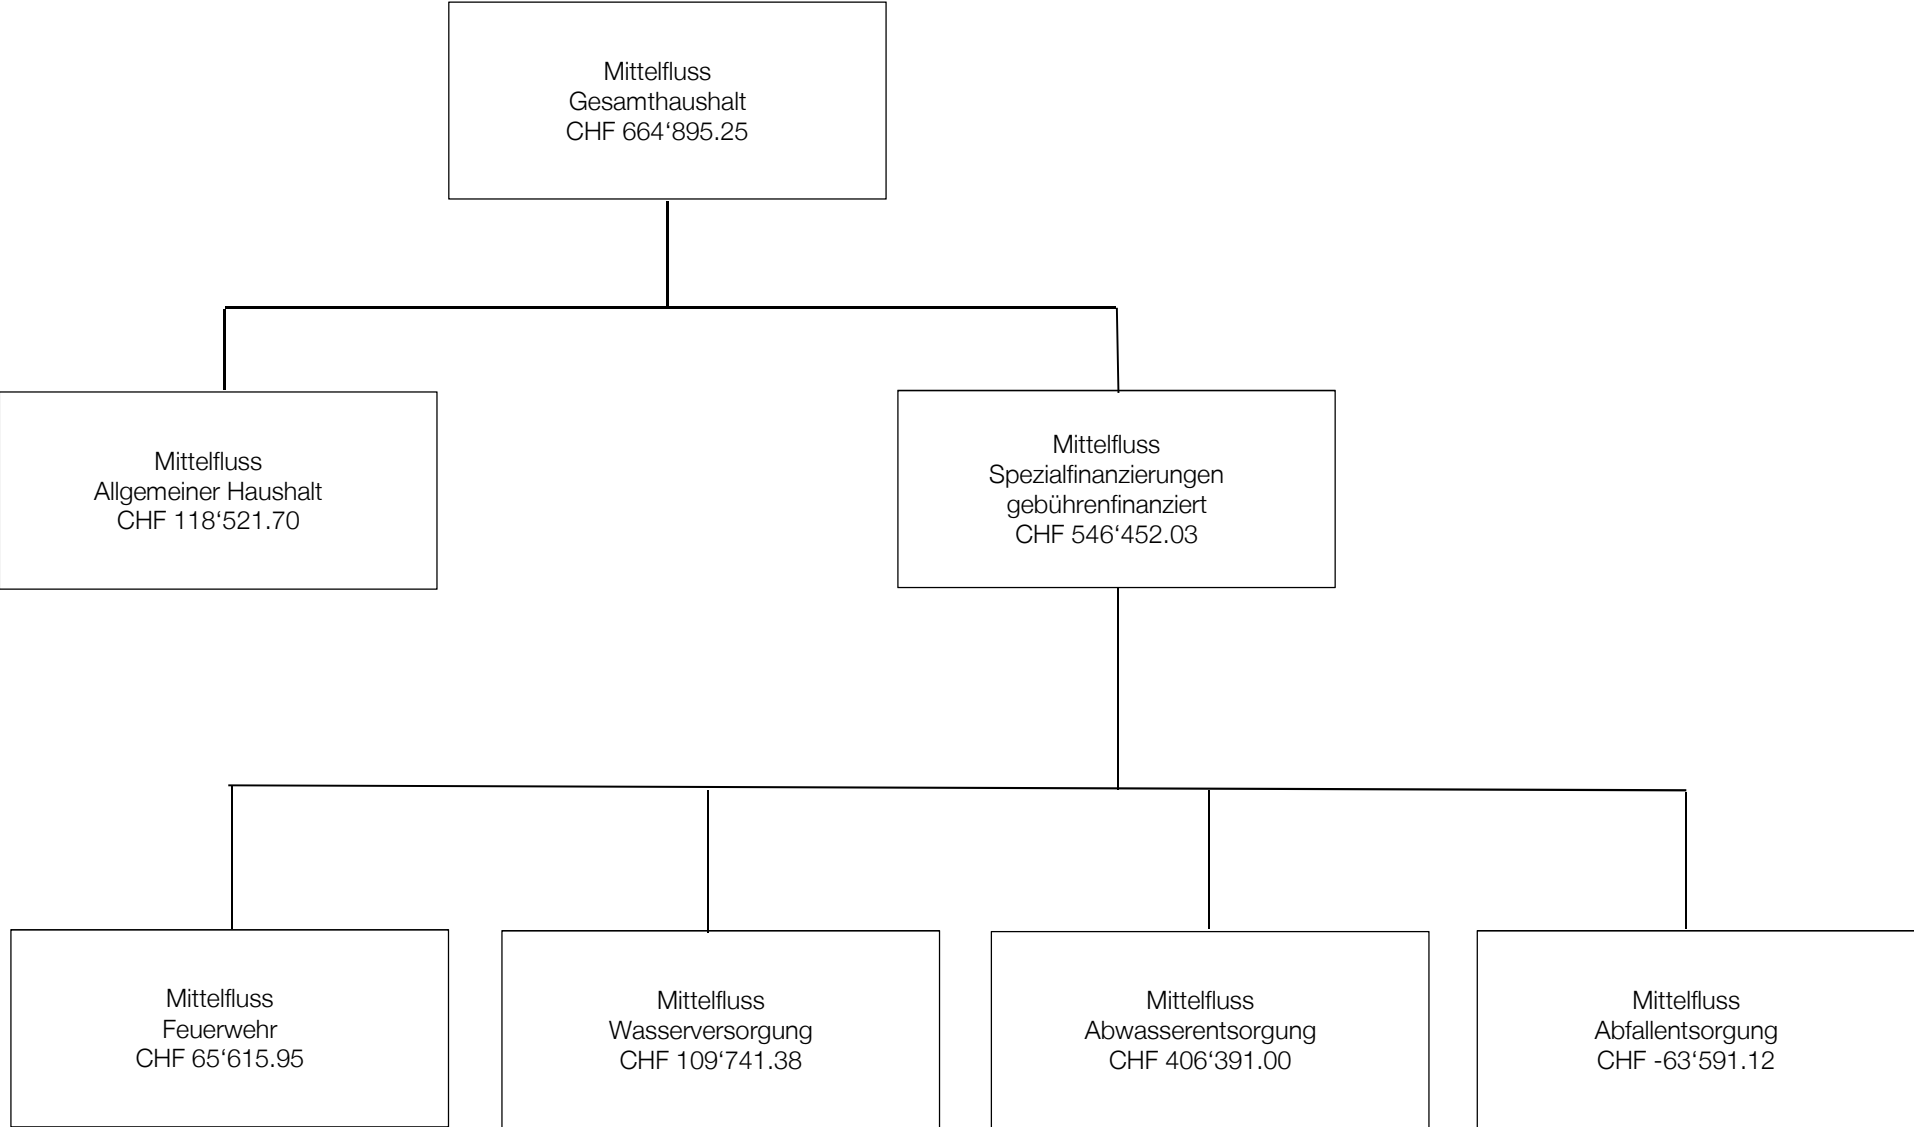 Mittelfluss
Gesamthaushalt
CHF 664‘895.25
Mittelfluss
Allgemeiner Haushalt
CHF 118‘521.70
Mittelfluss
Spezialfinanzierungen
gebührenfinanziert
CHF 546‘452.03
Mittelfluss
Feuerwehr
CHF 65‘615.95
Mittelfluss
Wasserversorgung
CHF 109‘741.38
Mittelfluss
Abwasserentsorgung
CHF 406‘391.00
Mittelfluss
Abfallentsorgung
CHF -63‘591.12